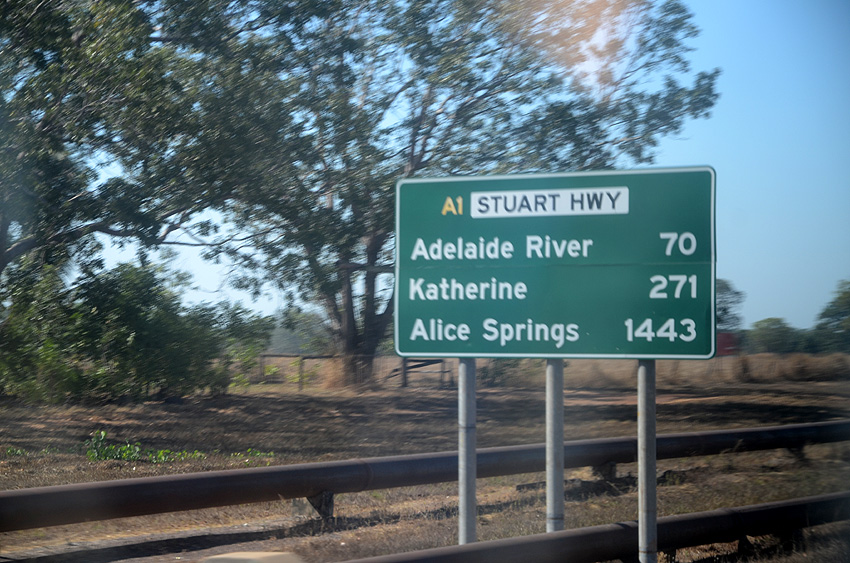 A1 STUART HWY
Adelaide River 70
Katherine 271
Alice Springs 1443